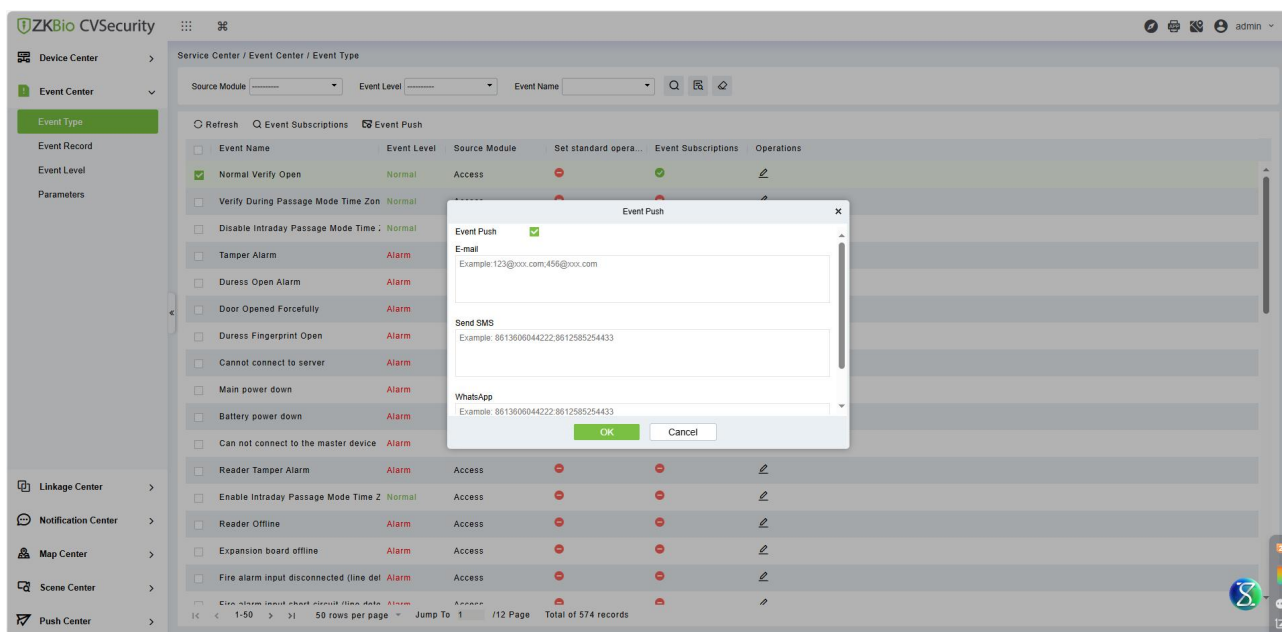 ZKBio CVSecurity
admin
Device Center
Event Center
Event Type
Event Record
Event Level
Parameters
Linkage Center
Notification Center
Map Center
Scene Center
Push Center
Service Center / Event Center / Event Type
Source Module ---------- Event Level ---------- Event Name
Refresh Event Subscriptions Event Push
Event Name Event Level Source Module Set standard opera... Event Subscriptions Operations
Normal Verify Open Normal Access
Verify During Passage Mode Time Zon Normal
Disable Intraday Passage Mode Time Normal
Tamper Alarm Alarm
Duress Open Alarm Alarm
Door Opened Forcefully Alarm
Duress Fingerprint Open Alarm
Cannot connect to server Alarm
Main power down Alarm
Battery power down Alarm
Can not connect to the master device Alarm
Reader Tamper Alarm Alarm Access
Enable Intraday Passage Mode Time Z Normal Access
Reader Offline Alarm Access
Expansion board offline Alarm Access
Fire alarm input disconnected (line det Alarm Access
Fire alarm input short circuit (line dete Alarm Access
1-50 50 rows per page Jump To 1 /12 Page Total of 574 records
Event Push
Event Push
E-mail
Example:123@xxx.com;456@xxx.com
Send SMS
Example: 8613606044222;8612585254433
WhatsApp
Example: 8613606044222;8612585254433
OK Cancel